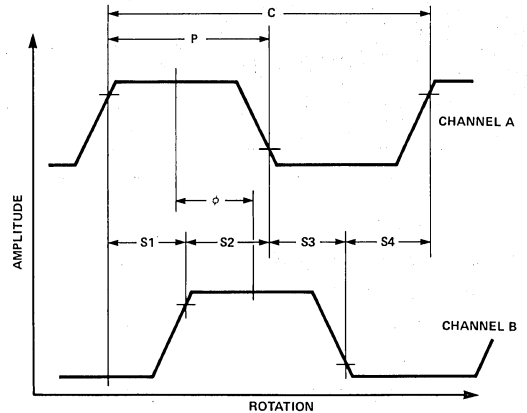 C
P
CHANNEL A
ϕ
S1 S2 S3 S4
AMPLITUDE
CHANNEL B
ROTATION